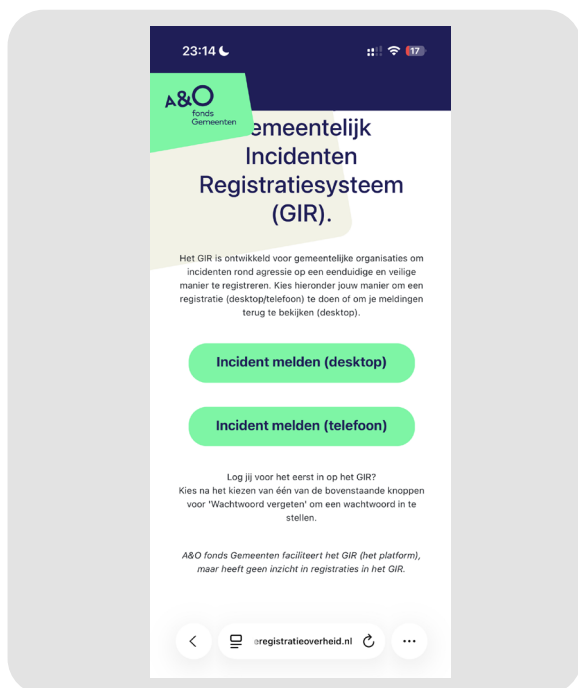 23:14
17
A&O
fonds
Gemeenten
emeentelijk
Incidenten
Registratiesysteem
(GIR).
Het GIR is ontwikkeld voor gemeentelijke organisaties om
incidenten rond agressie op een eenduidige en veilige
manier te registreren. Kies hieronder jouw manier om een
registratie (desktop/telefoon) te doen of om je meldingen
terug te bekijken (desktop).
Incident melden (desktop)
Incident melden (telefoon)
Log jij voor het eerst in op het GIR?
Kies na het kiezen van één van de bovenstaande knoppen
voor 'Wachtwoord vergeten' om een wachtwoord in te
stellen.
A&O fonds Gemeenten faciliteert het GIR (het platform),
maar heeft geen inzicht in registraties in het GIR.
eregistratieoverheid.nl